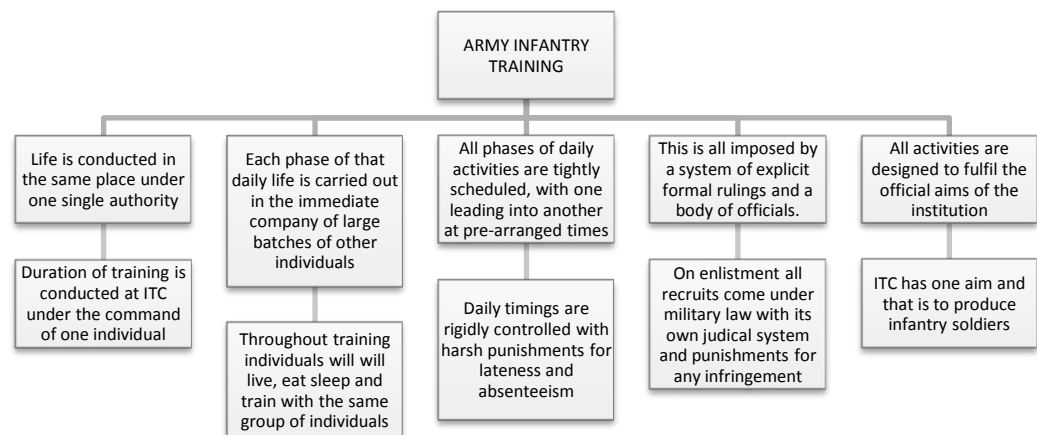 ARMY INFANTRY
TRAINING
Life is conducted in
the same place under
one single authority
Each phase of that
daily life is carried out
in the immediate
company of large
batches of other
individuals
All phases of daily
activities are tightly
scheduled, with one
leading into another
at pre-arranged times
This is all imposed by
a system of explicit
formal rulings and a
body of officials.
All activities are
designed to fulfil the
official aims of the
institution
Duration of training is
conducted at ITC
under the command
of one individual
Throughout training
individuals will will
live, eat sleep and
train with the same
group of individuals
Daily timings are
rigidly controlled with
harsh punishments for
lateness and
absenteeism
On enlistment all
recruits come under
military law with its
own judical system
and punishments for
any infringement
ITC has one aim and
that is to produce
infantry soldiers